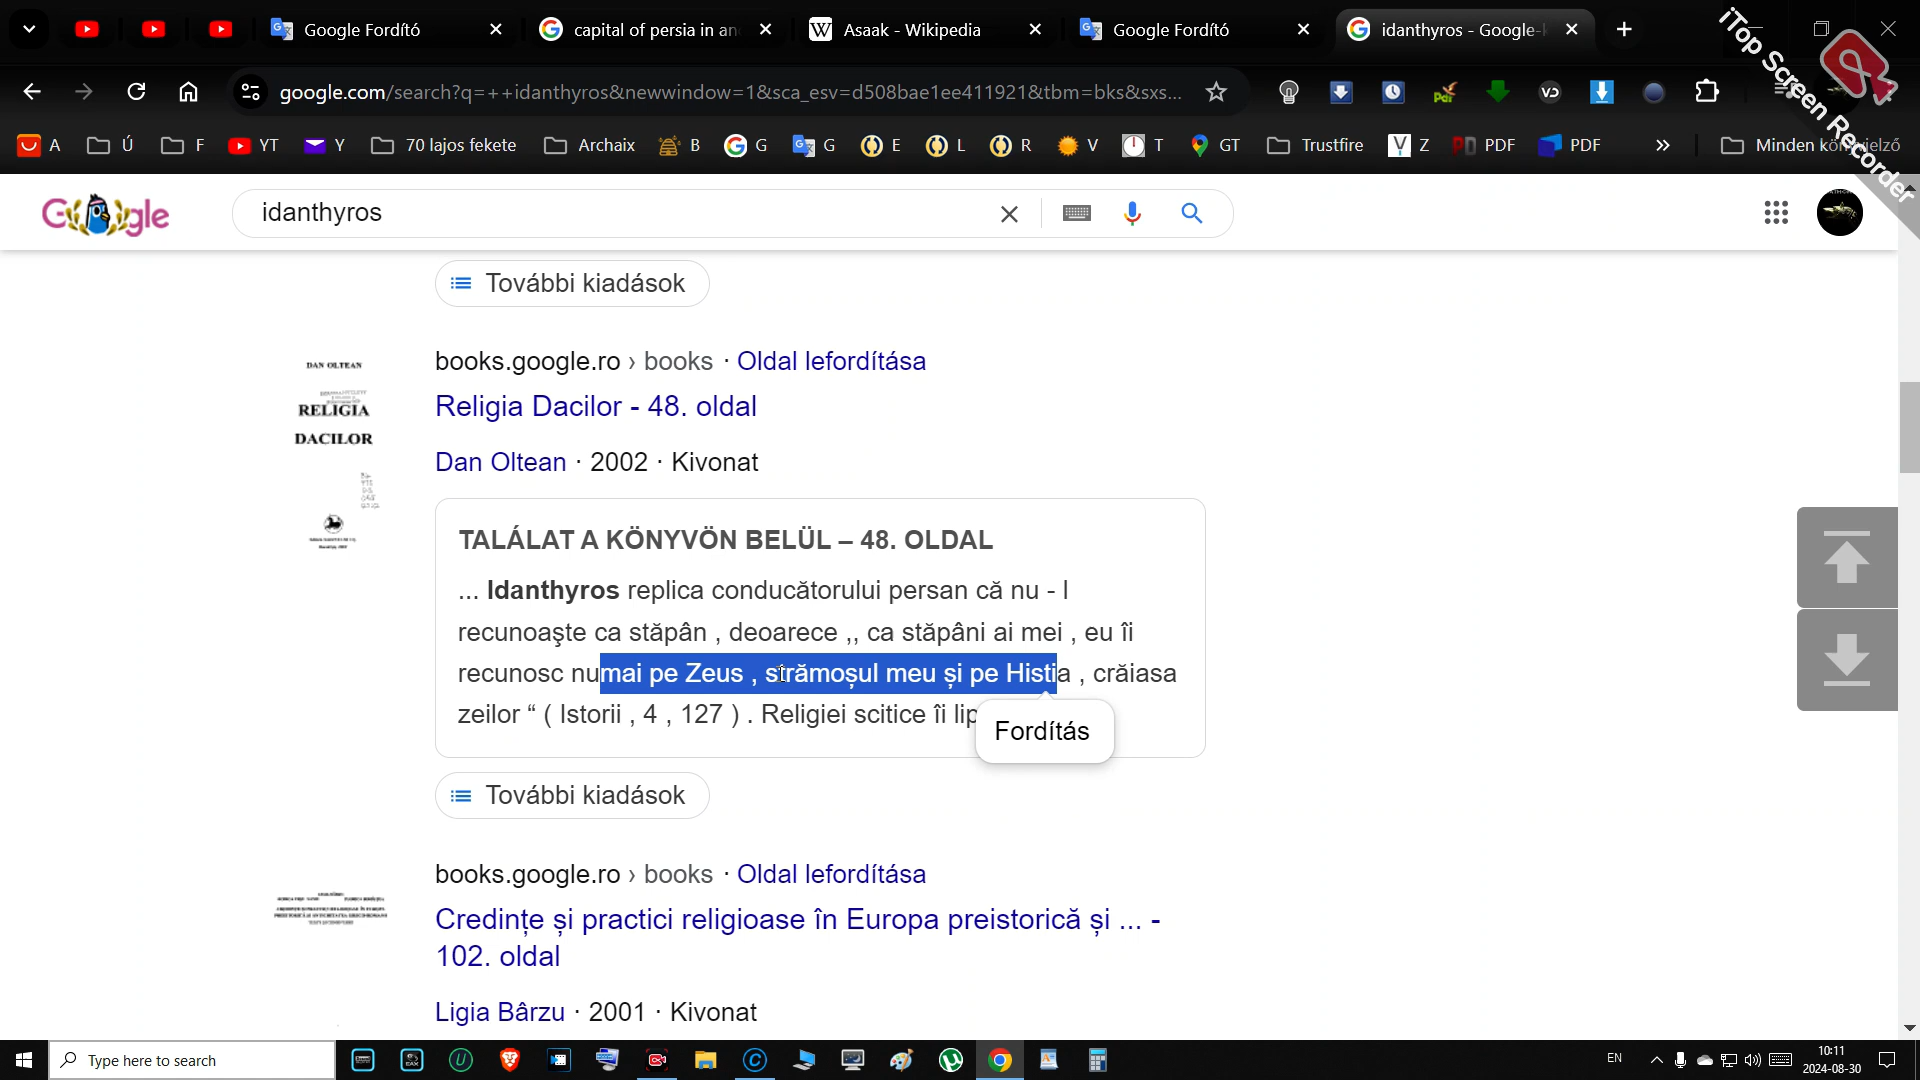 Google Fordító
capital of persia in an
Asaak - Wikipedia
Google Fordító
idanthyros - Google-k
iTop Screen Recorder
google.com/search?q=++idanthyros&newwindow=1&sca_esv=d508bae1ee411921&tbm=bks&sxs...
A
Ú
F
YT
Y
70 lajos fekete
Archaix
B
G
G
E
L
R
V
T
GT
Trustfire
Z
PDF
PDF
»
Minden
Google
idanthyros
További kiadások
DAN OLTEAN
RELIGIA
DACILOR
books.google.ro › books · Oldal lefordítása
Religia Dacilor - 48. oldal
Dan Oltean · 2002 · Kivonat
TALÁLAT A KÖNYVÖN BELÜL – 48. OLDAL
... Idanthyros replica conducătorului persan că nu - l
recunoaşte ca stăpân , deoarece ,, ca stăpâni ai mei , eu îi
recunosc numai pe Zeus , strămoșul meu și pe Histia , crăiasa
zeilor “ ( Istorii , 4 , 127 ) . Religiei scitice îi lip
Fordítás
További kiadások
books.google.ro › books · Oldal lefordítása
Credințe și practici religioase în Europa preistorică și ... -
102. oldal
Ligia Bârzu · 2001 · Kivonat
Type here to search
EN
10:11
2024-08-30